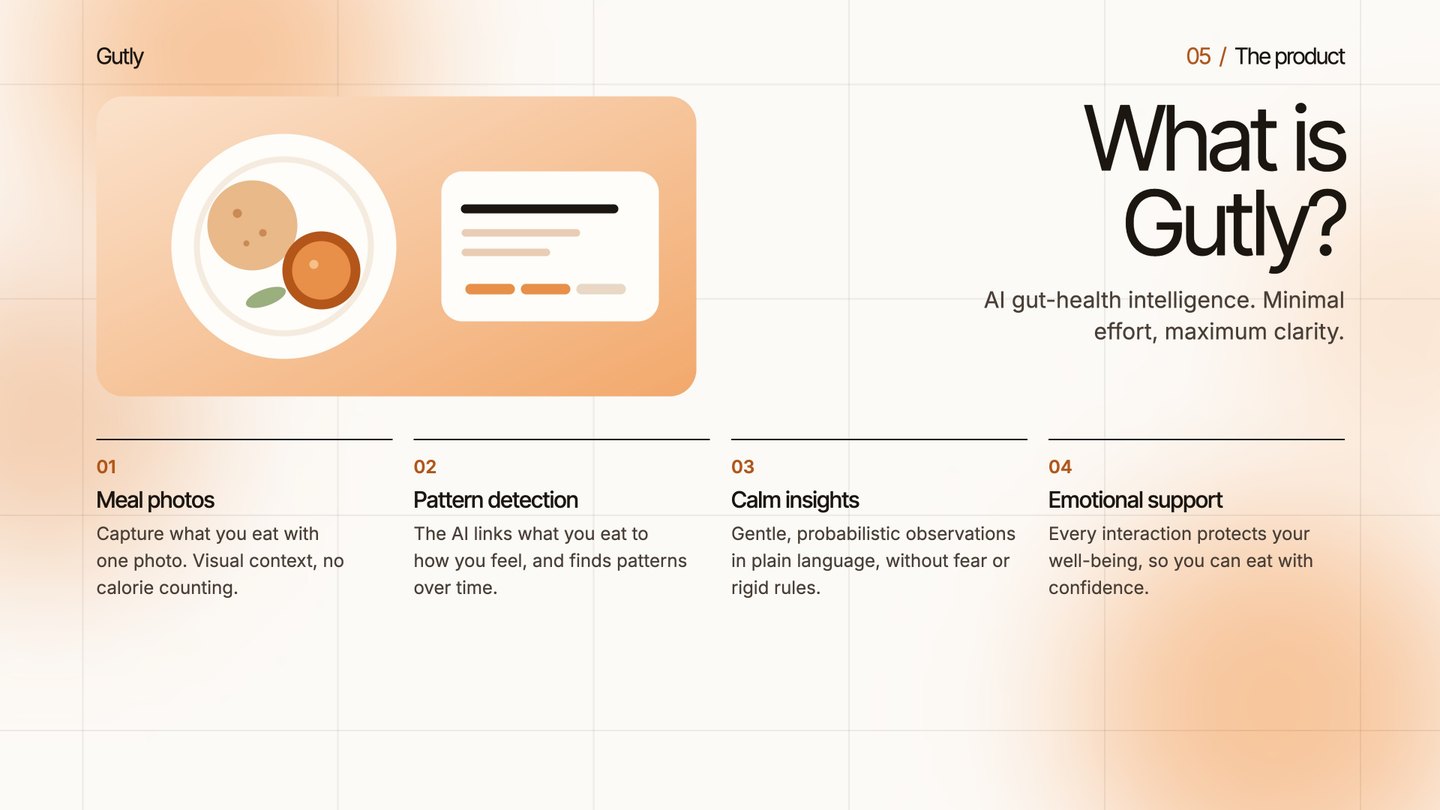 Gutly
05 / The product
What is
Gutly?
AI gut-health intelligence. Minimal
effort, maximum clarity.
01
Meal photos
Capture what you eat with
one photo. Visual context, no
calorie counting.
02
Pattern detection
The AI links what you eat to
how you feel, and finds patterns
over time.
03
Calm insights
Gentle, probabilistic observations
in plain language, without fear or
rigid rules.
04
Emotional support
Every interaction protects your
well-being, so you can eat with
confidence.